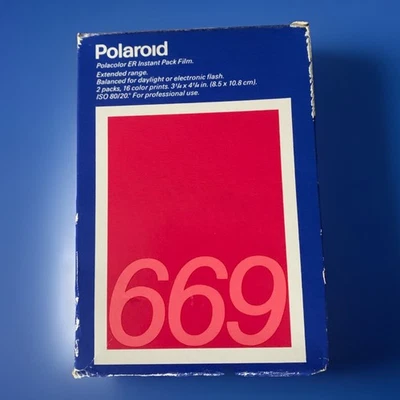 Polaroid
Polacolor ER Instant Pack Film.
Extended range.
Balanced for daylight or electronic flash.
2 packs, 16 color prints. 3¼ x 4¼ in. (8.5 x 10.8 cm).
ISO 80/20.° For professional use.
669